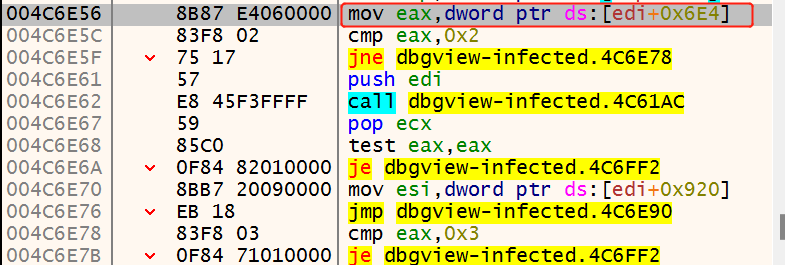 004C6E56 8B87 E4060000 mov eax,dword ptr ds:[edi+0x6E4]
004C6E5C 83F8 02 cmp eax,0x2
004C6E5F 75 17 jne dbgview-infected.4C6E78
004C6E61 57 push edi
004C6E62 E8 45F3FFFF call dbgview-infected.4C61AC
004C6E67 59 pop ecx
004C6E68 85C0 test eax,eax
004C6E6A 0F84 82010000 je dbgview-infected.4C6FF2
004C6E70 8BB7 20090000 mov esi,dword ptr ds:[edi+0x920]
004C6E76 EB 18 jmp dbgview-infected.4C6E90
004C6E78 83F8 03 cmp eax,0x3
004C6E7B 0F84 71010000 je dbgview-infected.4C6FF2